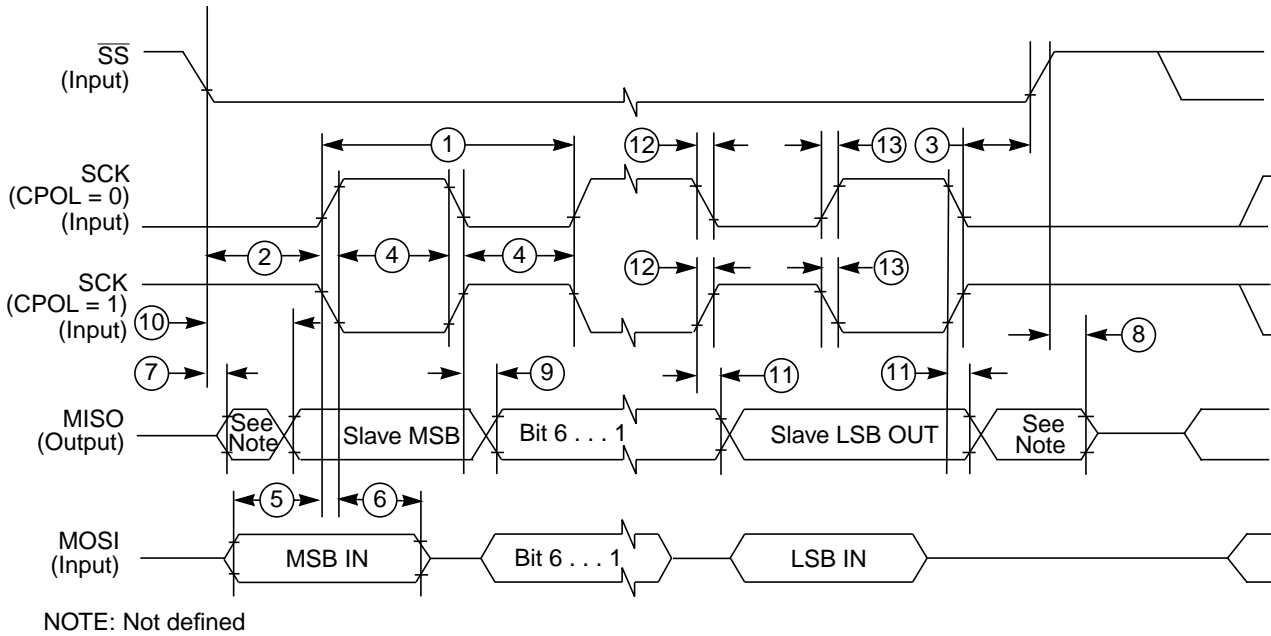 SS
(Input)
1
12
13
3
SCK
(CPOL = 0)
(Input)
2
4
4
12
13
SCK
(CPOL = 1)
(Input)
10
8
7
9
11
11
MISO
(Output)
See
Note
Slave MSB
Bit 6 . . . 1
Slave LSB OUT
See
Note
5
6
MOSI
(Input)
MSB IN
Bit 6 . . . 1
LSB IN
NOTE: Not defined